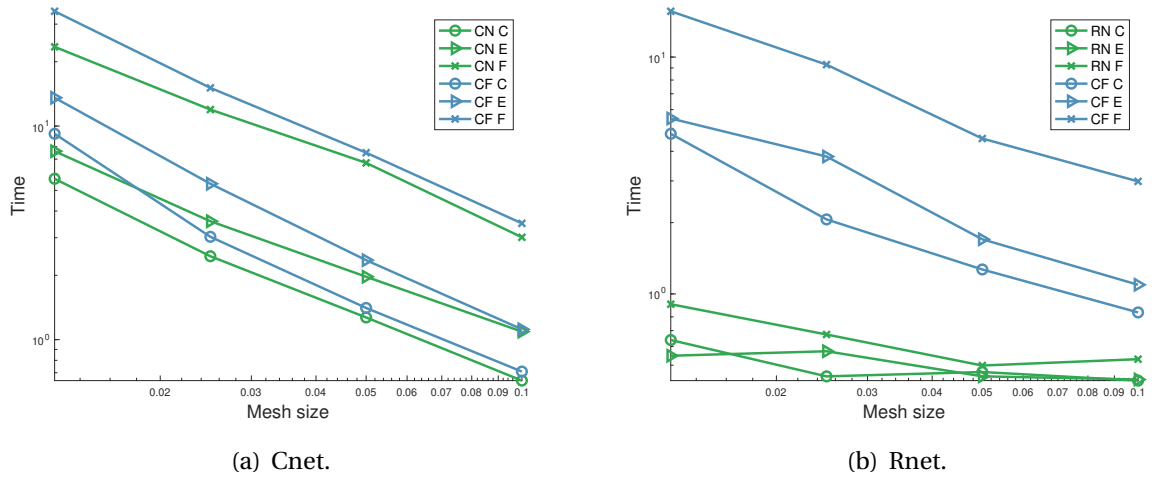 CN C
CN E
CN F
CF C
CF E
CF F
10^1
10^0
Time
0.02 0.03 0.04 0.05 0.06 0.07 0.08 0.09 0.1
Mesh size
(a) Cnet.
RN C
RN E
RN F
CF C
CF E
CF F
10^1
10^0
Time
0.02 0.03 0.04 0.05 0.06 0.07 0.08 0.09 0.1
Mesh size
(b) Rnet.